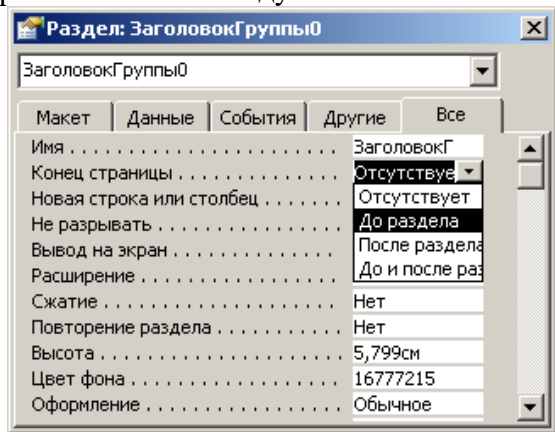 Раздел: ЗаголовокГруппы0
ЗаголовокГруппы0
Макет Данные События Другие Все
Имя . . . . . . . . . . . . . . . . . . . . . . . ЗаголовокГ
Конец страницы . . . . . . . . . . . . . . Отсутствуе
Новая строка или столбец . . . . . . . Отсутствует
Не разрывать . . . . . . . . . . . . . . . . До раздела
Вывод на экран . . . . . . . . . . . . . . После раздела
Расширение . . . . . . . . . . . . . . . . . До и после раз
Сжатие . . . . . . . . . . . . . . . . . . . . Нет
Повторение раздела . . . . . . . . . . . Нет
Высота . . . . . . . . . . . . . . . . . . . . 5,799см
Цвет фона . . . . . . . . . . . . . . . . . . 16777215
Оформление . . . . . . . . . . . . . . . . . Обычное